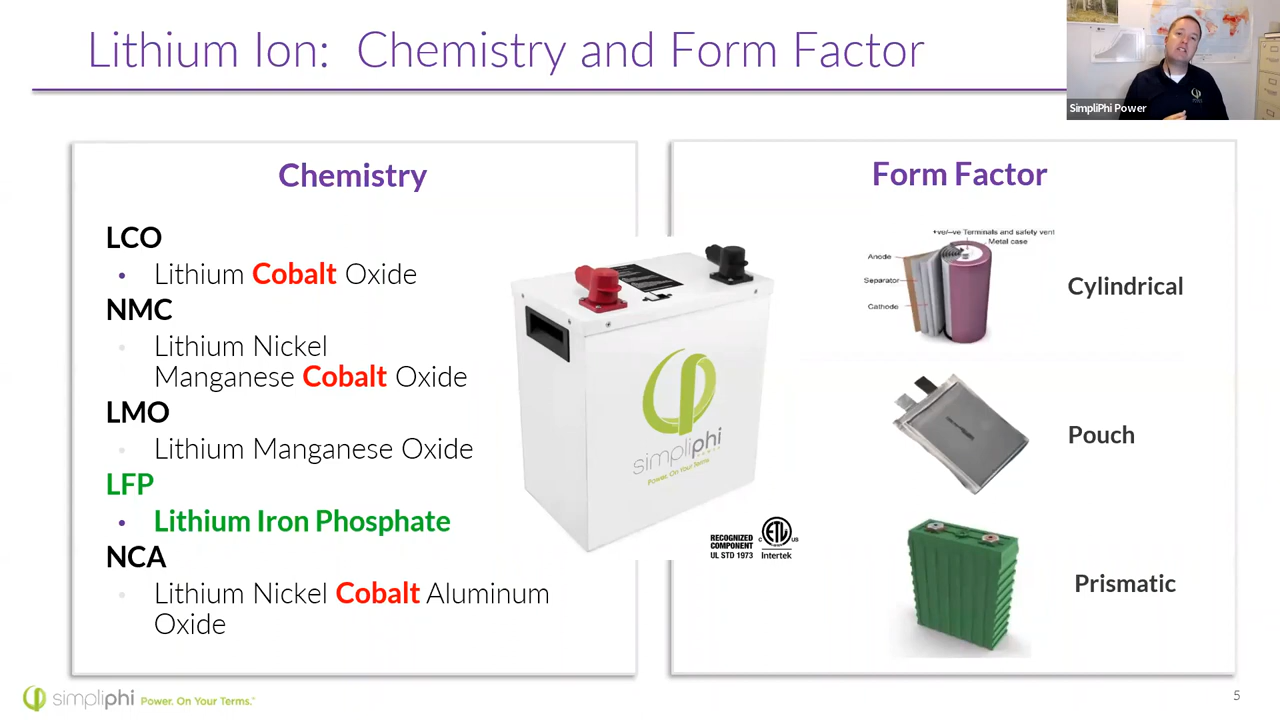 Lithium Ion: Chemistry and Form Factor
SimpliPhi Power
Chemistry
LCO
• Lithium Cobalt Oxide
NMC
• Lithium Nickel
Manganese Cobalt Oxide
LMO
• Lithium Manganese Oxide
LFP
• Lithium Iron Phosphate
NCA
• Lithium Nickel Cobalt Aluminum
Oxide
simpliphi
POWER
Power. On Your Terms.
RECOGNIZED
COMPONENT
UL STD 1973
C ETL US
Intertek
Form Factor
+ve/-ve Terminals and safety vent
Metal case
Anode
Separator
Cathode
Cylindrical
Pouch
Prismatic
simpliphi Power. On Your Terms.™
5